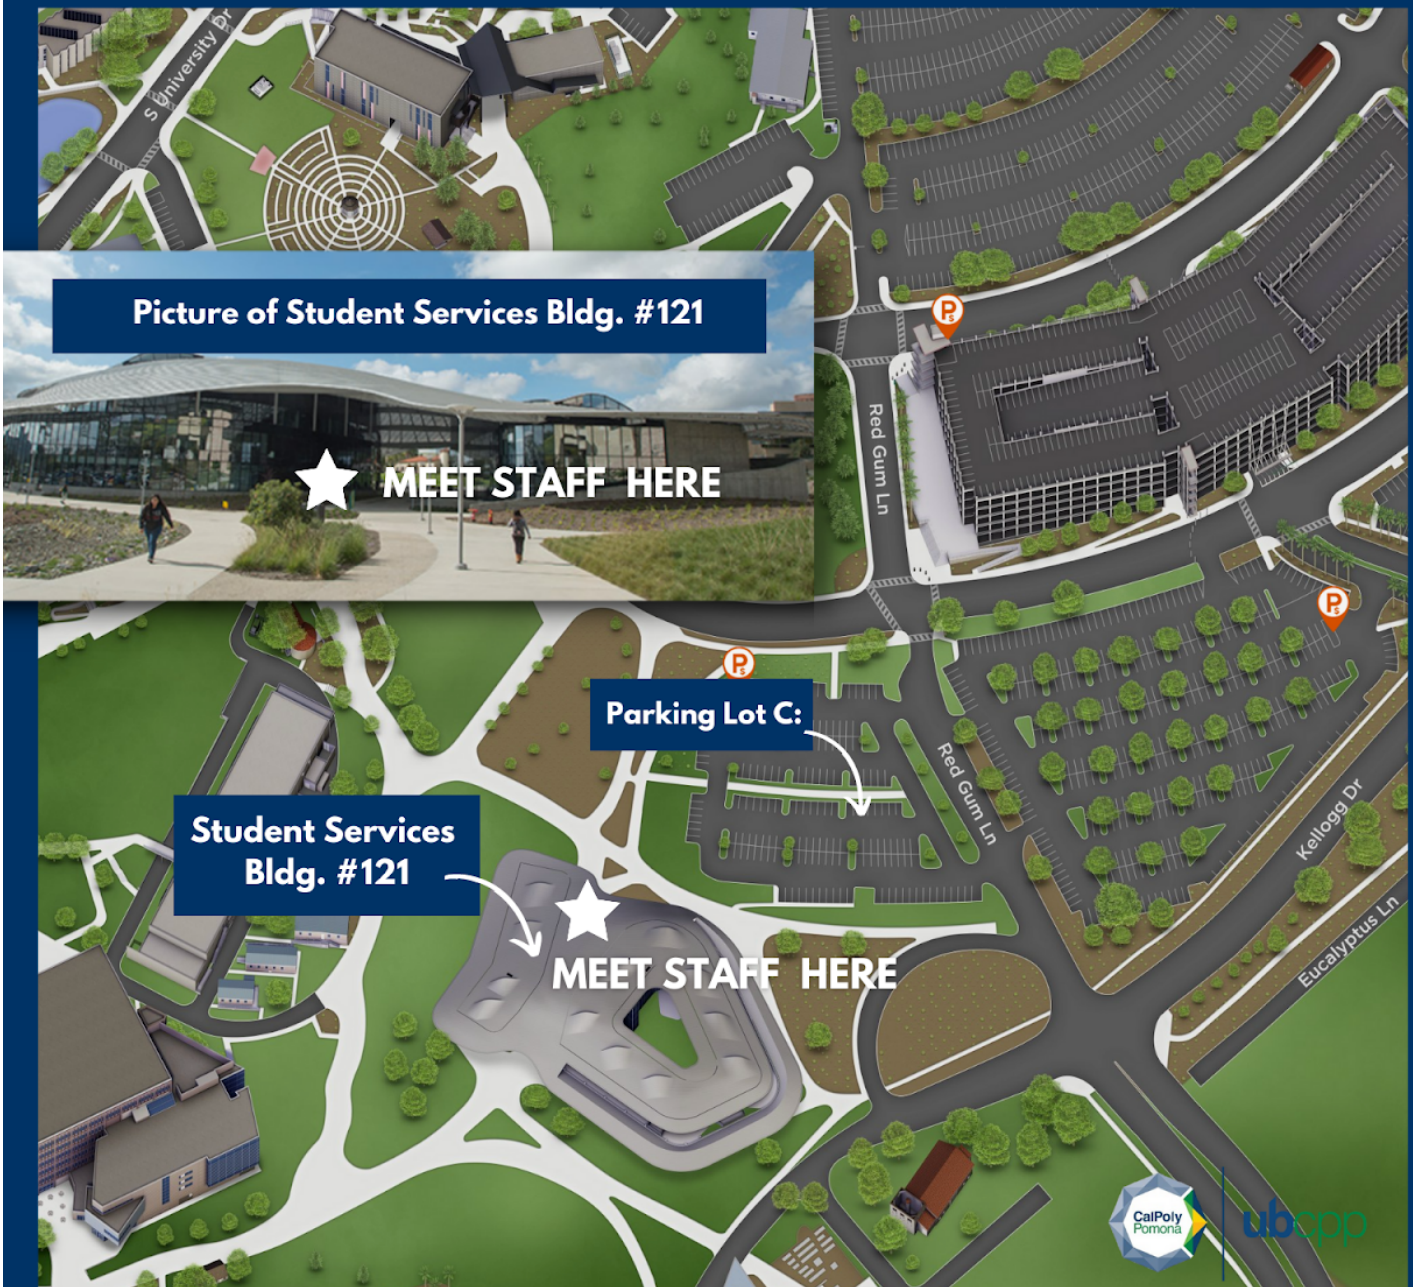 S University Dr
Picture of Student Services Bldg. #121
MEET STAFF HERE
P
s
Red Gum Ln
P
s
P
s
Parking Lot C:
Red Gum Ln
Kellogg Dr
Student Services
Bldg. #121
Eucalyptus Ln
MEET STAFF HERE
CalPoly
Pomona
ubcpp